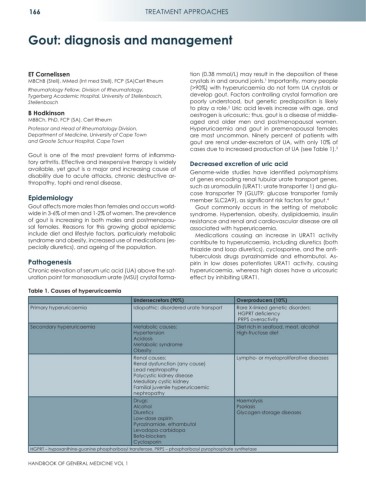 166
TREATMENT APPROACHES
Gout: diagnosis and management
ET Cornelissen
MBChB (Stell), MMed (Int med Stell), FCP (SA)Cert Rheum
Rheumatology Fellow, Division of Rheumatology,
Tygerberg Academic Hospital, University of Stellenbosch,
Stellenbosch
B Hodkinson
MBBCh, PhD, FCP (SA), Cert Rheum
Professor and Head of Rheumatology Division,
Department of Medicine, University of Cape Town
and Groote Schuur Hospital, Cape Town
Gout is one of the most prevalent forms of inflamma-
tory arthritis. Effective and inexpensive therapy is widely
available, yet gout is a major and increasing cause of
disability due to acute attacks, chronic destructive ar-
thropathy, tophi and renal disease.
Epidemiology
Gout affects more males than females and occurs world-
wide in 3-6% of men and 1-2% of women. The prevalence
of gout is increasing in both males and postmenopau-
sal females. Reasons for this growing global epidemic
include diet and lifestyle factors, particularly metabolic
syndrome and obesity, increased use of medications (es-
pecially diuretics), and ageing of the population.
Pathogenesis
Chronic elevation of serum uric acid (UA) above the sat-
uration point for monosodium urate (MSU) crystal forma-
tion (0.38 mmol/L) may result in the deposition of these
crystals in and around joints. Importantly, many people
(>90%) with hyperuricaemia do not form UA crystals or
develop gout. Factors controlling crystal formation are
poorly understood, but genetic predisposition is likely
to play a role. Uric acid levels increase with age, and
oestrogen is uricosuric; thus, gout is a disease of middle-
aged and older men and postmenopausal women.
Hyperuricaemia and gout in premenopausal females
are most uncommon. Ninety percent of patients with
gout are renal under-excretors of UA, with only 10% of
cases due to increased production of UA (see Table 1).
Decreased excretion of uric acid
Genome-wide studies have identified polymorphisms
of genes encoding renal tubular urate transport genes,
such as uromodulin (URAT1: urate transporter 1) and glu-
cose transporter 79 (GLUT9: glucose transporter family
member SLC2A9), as significant risk factors for gout.
Gout commonly occurs in the setting of metabolic
syndrome. Hypertension, obesity, dyslipidaemia, insulin
resistance and renal and cardiovascular disease are all
associated with hyperuricaemia.
Medications causing an increase in URAT1 activity
contribute to hyperuricaemia, including diuretics (both
thiazide and loop diuretics), cyclosporine, and the anti-
tuberculosis drugs pyrazinamide and ethambutol. As-
pirin in low doses potentiates URAT1 activity, causing
hyperuricaemia, whereas high doses have a uricosuric
effect by inhibiting URAT1.
Table 1. Causes of hyperuricaemia
Undersecretors (90%)
Overproducers (10%)
Primary hyperuricaemia
Idiopathic: disordered urate transport
Rare X-linked genetic disorders:
HGPRT deficiency
PRPS overactivity
Secondary hyperuricaemia
Metabolic causes:
Hypertension
Acidosis
Metabolic syndrome
Obesity
Diet rich in seafood, meat, alcohol
High fructose diet
Renal causes:
Renal dysfunction (any cause)
Lead nephropathy
Polycystic kidney disease
Medullary cystic kidney
Familial juvenile hyperuricaemic
nephropathy
Lympho- or myeloproliferative diseases
Drugs:
Alcohol
Diuretics
Low-dose aspirin
Pyrazinamide, ethambutol
Levodopa carbidopa
Beta-blockers
Cyclosporin
Haemolysis
Psoriasis
Glycogen storage diseases
HGPRT – hypoxanthine guanine phosphoribosyl transferase, PRPS – phosphoribosyl pyrophosphate synthetase
HANDBOOK OF GENERAL MEDICINE VOL 1